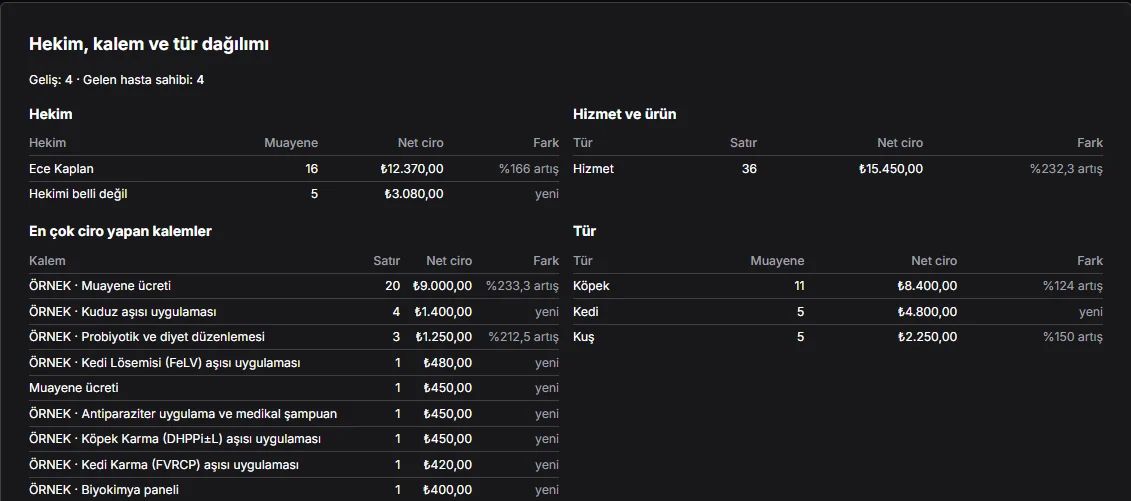 Hekim, kalem ve tür dağılımı
Geliş: 4 · Gelen hasta sahibi: 4
Hekim
Hekim Muayene Net ciro Fark
Ece Kaplan 16 ₺12.370,00 %166 artış
Hekimi belli değil 5 ₺3.080,00 yeni
Hizmet ve ürün
Tür Satır Net ciro Fark
Hizmet 36 ₺15.450,00 %232,3 artış
En çok ciro yapan kalemler
Kalem Satır Net ciro Fark
ÖRNEK · Muayene ücreti 20 ₺9.000,00 %233,3 artış
ÖRNEK · Kuduz aşısı uygulaması 4 ₺1.400,00 yeni
ÖRNEK · Probiyotik ve diyet düzenlemesi 3 ₺1.250,00 %212,5 artış
ÖRNEK · Kedi Lösemisi (FeLV) aşısı uygulaması 1 ₺480,00 yeni
Muayene ücreti 1 ₺450,00 yeni
ÖRNEK · Antiparaziter uygulama ve medikal şampuan 1 ₺450,00 yeni
ÖRNEK · Köpek Karma (DHPPi±L) aşısı uygulaması 1 ₺450,00 yeni
ÖRNEK · Kedi Karma (FVRCP) aşısı uygulaması 1 ₺420,00 yeni
ÖRNEK · Biyokimya paneli 1 ₺400,00 yeni
Tür
Tür Muayene Net ciro Fark
Köpek 11 ₺8.400,00 %124 artış
Kedi 5 ₺4.800,00 yeni
Kuş 5 ₺2.250,00 %150 artış